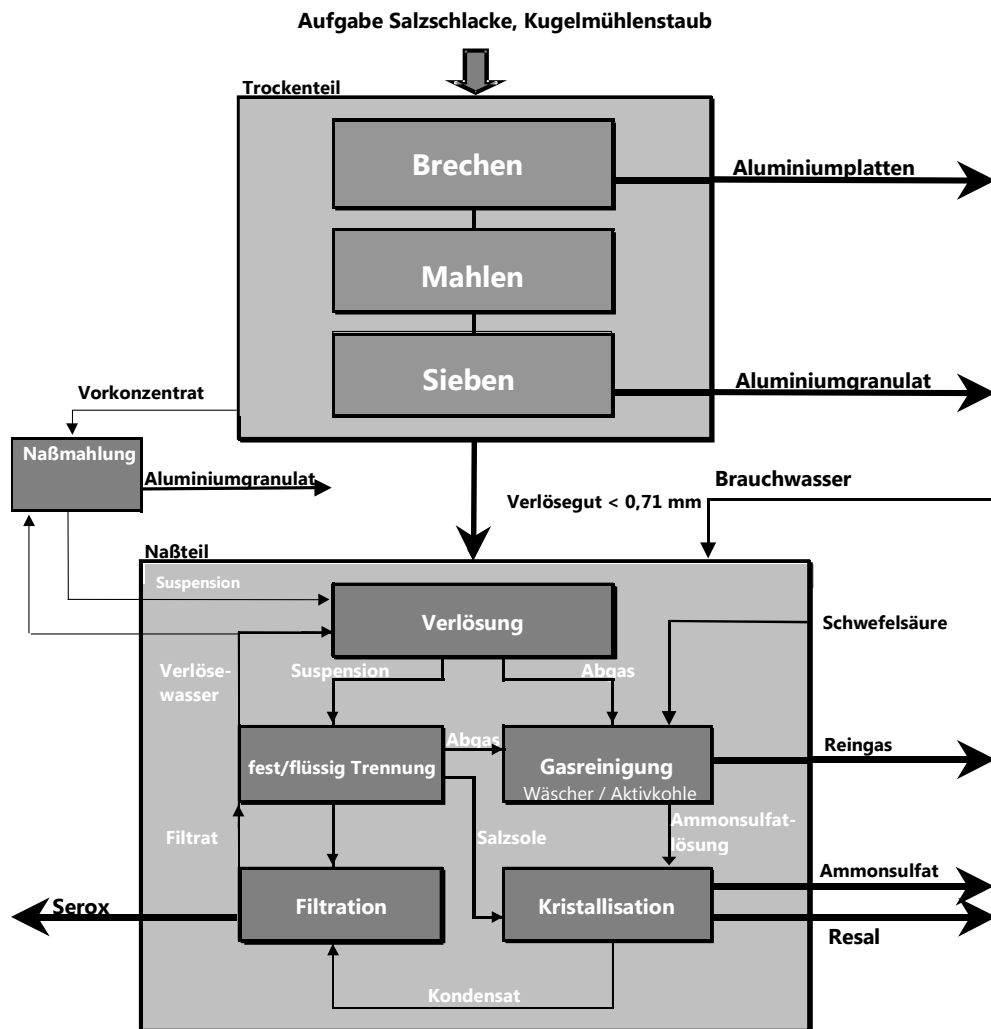 Aufgabe Salzschlacke, Kugelmühlenstaub
Trockenteil
Brechen
Aluminiumplatten
Mahlen
Sieben
Aluminiumgranulat
Vorkonzentrat
Naßmahlung
Aluminiumgranulat
Brauchwasser
Verlösegut < 0,71 mm
Naßteil
Suspension
Verlösung
Schwefelsäure
Verlöse-
wasser
Suspension
Abgas
Abgas
fest/flüssig Trennung
Gasreinigung
Wäscher / Aktivkohle
Reingas
Filtrat
Salzsole
Ammonsulfat-
lösung
Ammonsulfat
Serox
Filtration
Kristallisation
Resal
Kondensat